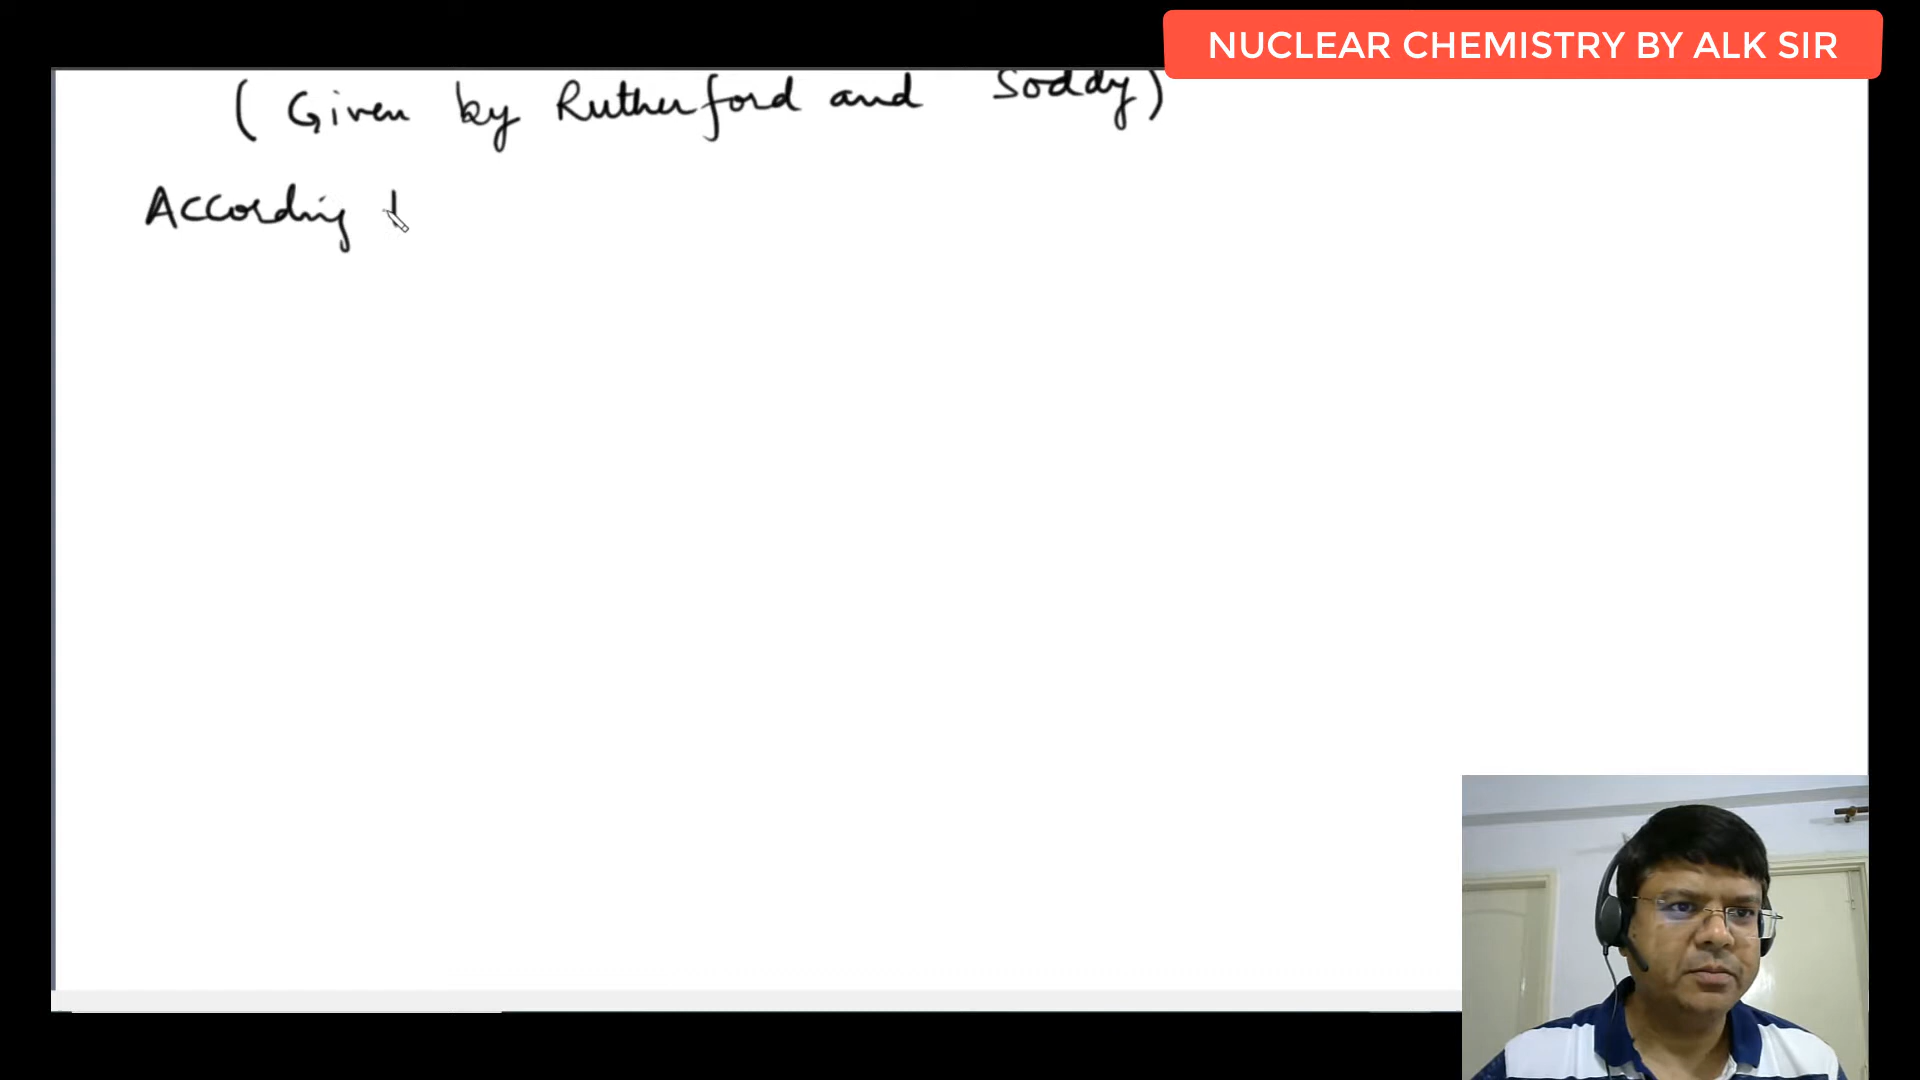 NUCLEAR CHEMISTRY BY ALK SIR
(Given by Rutherford and Soddy)
According t